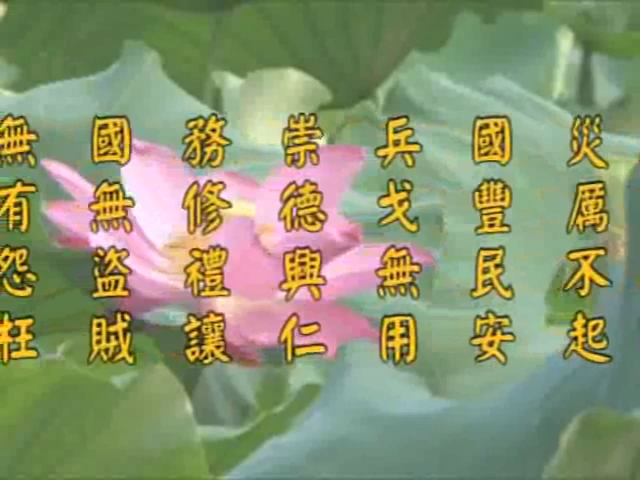 災厲不起
國豐民安
兵戈無用
崇德興仁
務修禮讓
國無盜賊
無有怨枉